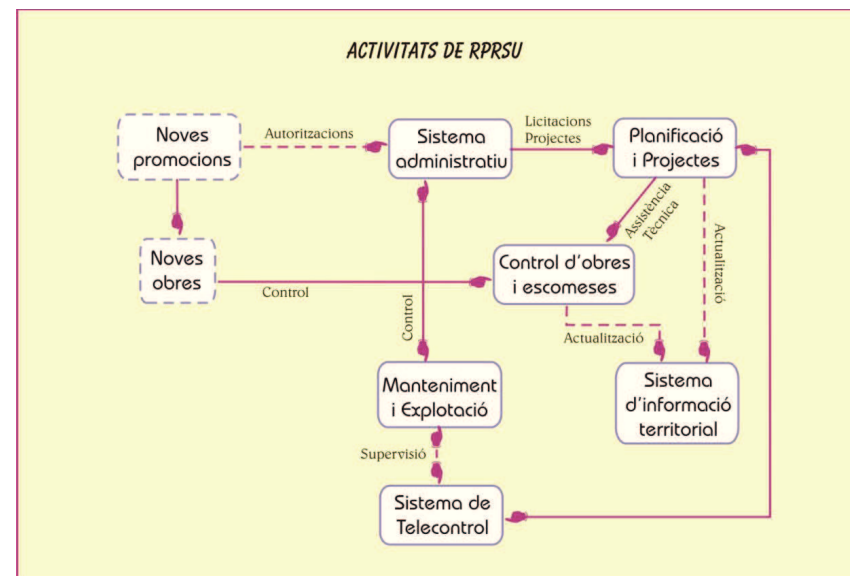 ACTIVITATS DE RPRSU
Noves
promocions
Autoritzacions
Sistema
administratiu
Licitacions
Projectes
Planificació
i Projectes
Assistència
Tècnica
Actualització
Noves
obres
Control
Control d'obres
i escomeses
Control
Actualització
Manteniment
i Explotació
Sistema
d'informació
territorial
Supervisió
Sistema de
Telecontrol